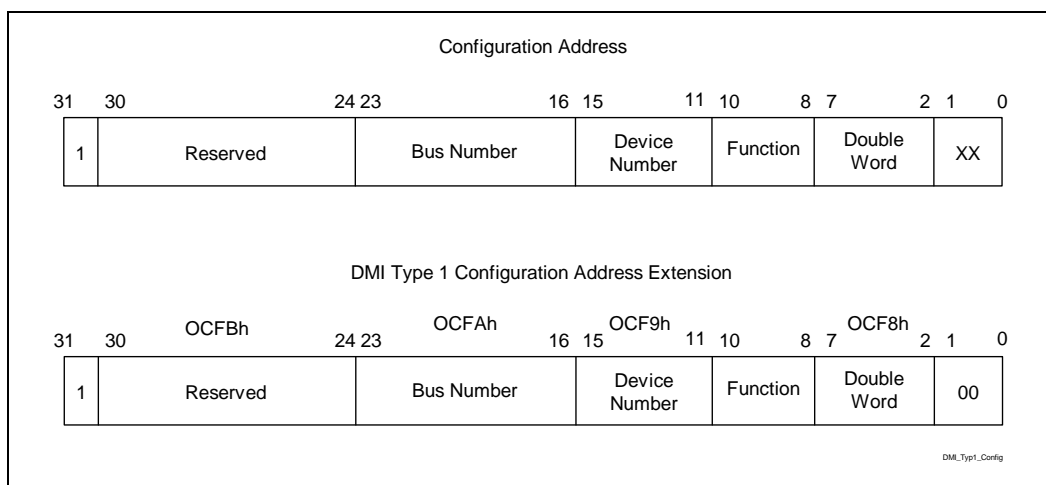 Configuration Address
31 30 24 23 16 15 11 10 8 7 2 1 0
1 Reserved Bus Number Device Number Function Double Word XX
DMI Type 1 Configuration Address Extension
OCFBh OCFAh OCF9h OCF8h
31 30 24 23 16 15 11 10 8 7 2 1 0
1 Reserved Bus Number Device Number Function Double Word 00
DMI_Typ1_Config